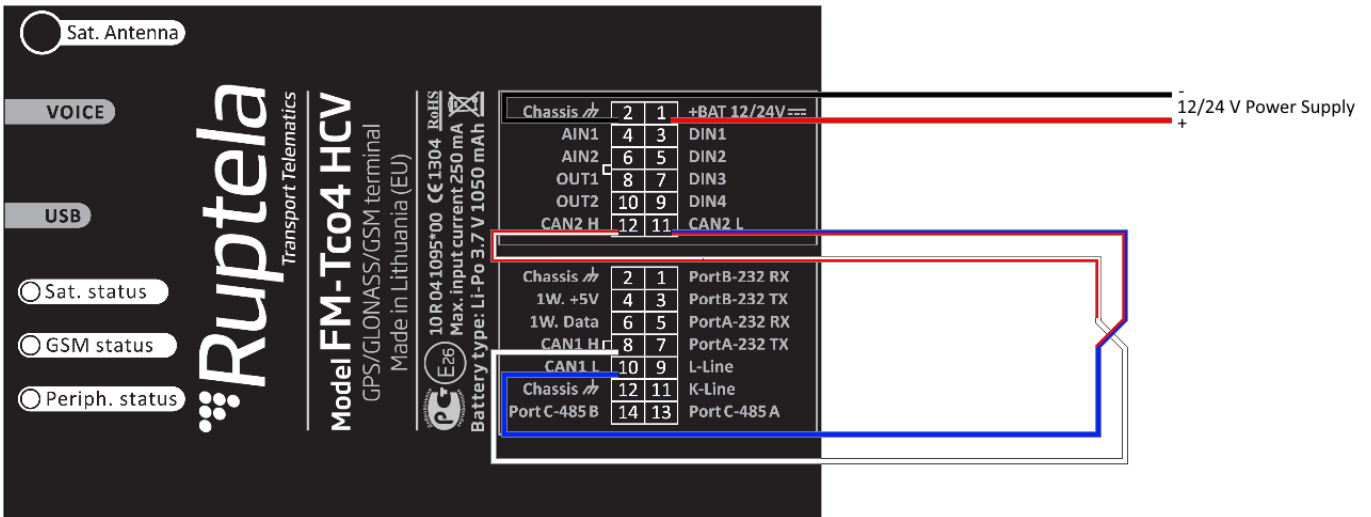 Sat. Antenna
VOICE
USB
Sat. status
GSM status
Periph. status
Ruptela
Transport Telematics
Model FM-Tco4 HCV
GPS/GLONASS/GSM terminal
Made in Lithuania (EU)
PCT E26 10 R 04 1095*00 CE1304 RoHS
Max. input current 250 mA
Battery type: Li-Po 3.7 V 1050 mAh
Chassis 2 1 +BAT 12/24V
AIN1 4 3 DIN1
AIN2 6 5 DIN2
OUT1 8 7 DIN3
OUT2 10 9 DIN4
CAN2 H 12 11 CAN2 L
Chassis 2 1 PortB-232 RX
1W. +5V 4 3 PortB-232 TX
1W. Data 6 5 PortA-232 RX
CAN1 H 8 7 PortA-232 TX
CAN1 L 10 9 L-Line
Chassis 12 11 K-Line
Port C-485 B 14 13 Port C-485 A
-
12/24 V Power Supply
+